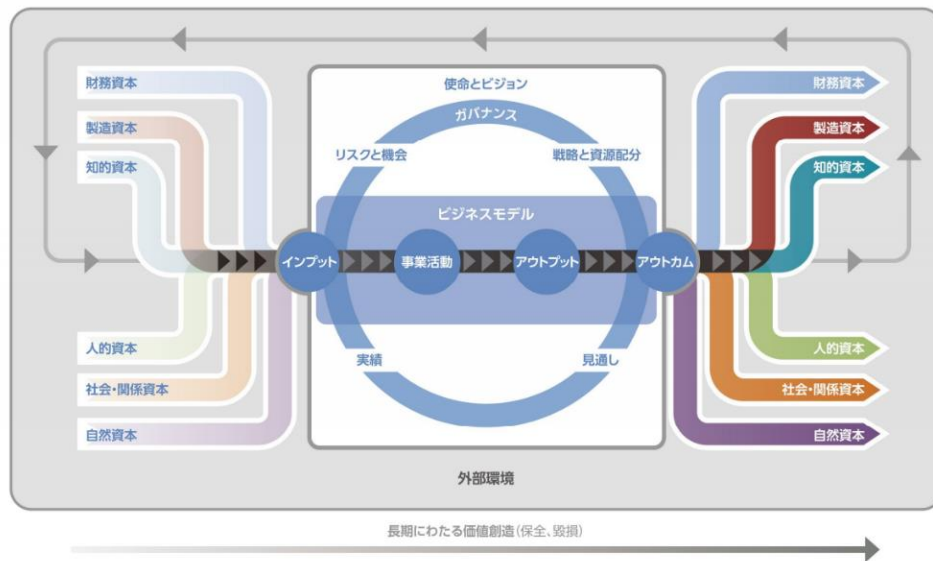 財務資本
製造資本
知的資本
人的資本
社会・関係資本
自然資本
使命とビジョン
ガバナンス
リスクと機会
戦略と資源配分
ビジネスモデル
インプット
事業活動
アウトプット
アウトカム
実績
見通し
財務資本
製造資本
知的資本
人的資本
社会・関係資本
自然資本
外部環境
長期にわたる価値創造(保全、毀損)